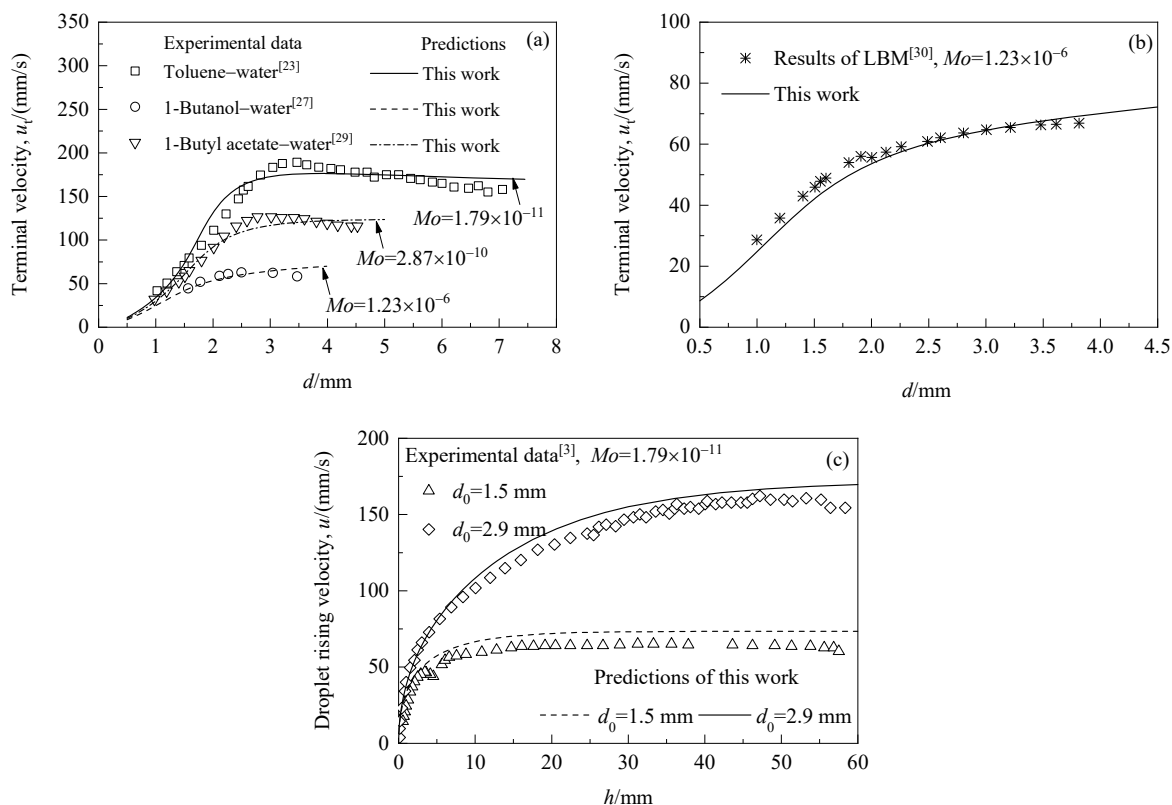 350
300
250
200
150
100
50
0
Terminal velocity, uₜ/(mm/s)
(a)
Experimental data Predictions
Toluene–water[23] This work
1-Butanol–water[27] This work
1-Butyl acetate–water[29] This work
Mo=1.79×10⁻¹¹
Mo=2.87×10⁻¹⁰
Mo=1.23×10⁻⁶
0 1 2 3 4 5 6 7 8
d/mm
100
80
60
40
20
0
Terminal velocity, uₜ/(mm/s)
(b)
Results of LBM[30], Mo=1.23×10⁻⁶
This work
0.5 1.0 1.5 2.0 2.5 3.0 3.5 4.0 4.5
d/mm
200
150
100
50
0
Droplet rising velocity, u/(mm/s)
Experimental data[3], Mo=1.79×10⁻¹¹ (c)
d₀=1.5 mm
d₀=2.9 mm
Predictions of this work
d₀=1.5 mm d₀=2.9 mm
0 10 20 30 40 50 60
h/mm